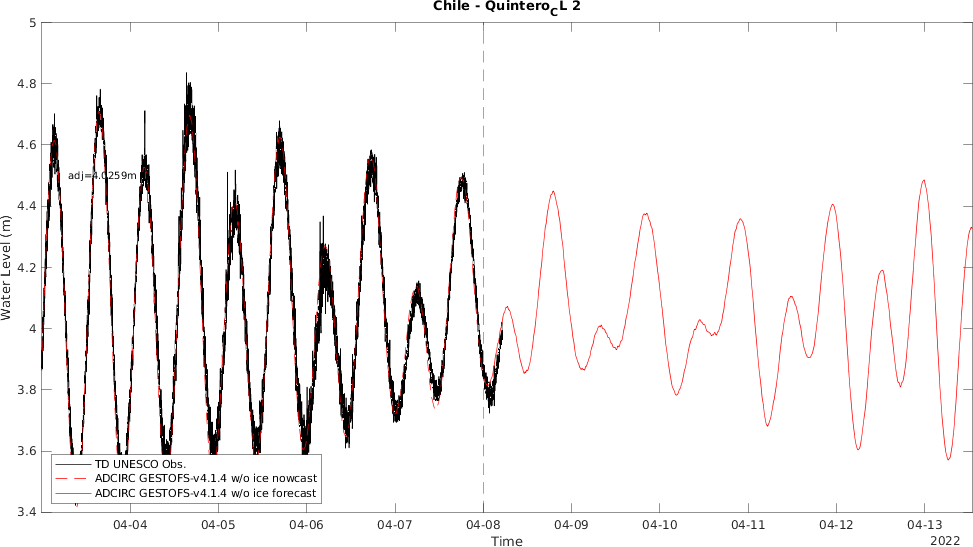 Chile - Quintero_CL 2
5
4.8
4.6
4.4
4.2
4
3.8
3.6
3.4
Water Level (m)
adj=4.0259m
TD UNESCO Obs.
ADCIRC GESTOFS-v4.1.4 w/o ice nowcast
ADCIRC GESTOFS-v4.1.4 w/o ice forecast
04-04 04-05 04-06 04-07 04-08 04-09 04-10 04-11 04-12 04-13
Time
2022